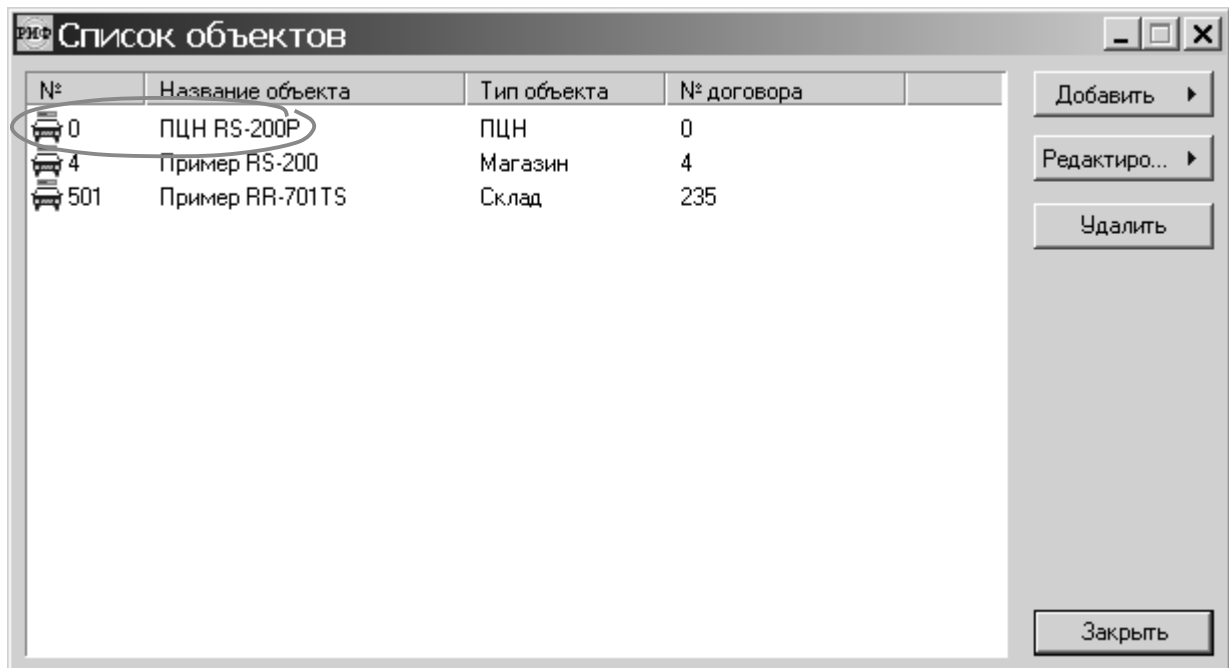 РИФ Список объектов
№ Название объекта Тип объекта № договора
0 ПЦН RS-200P ПЦН 0
4 Пример RS-200 Магазин 4
501 Пример RR-701TS Склад 235
Добавить
Редактиро...
Удалить
Закрыть